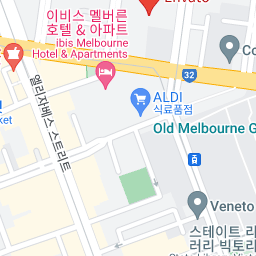 Envato
이비스 멜버른
호텔 & 아파트
ibis Melbourne
Hotel & Apartments
32
ALDI
식료품점
Old Melbourne G
엘리자베스 스트리트
ket
Veneto
스테이트 라
러리 빅토리